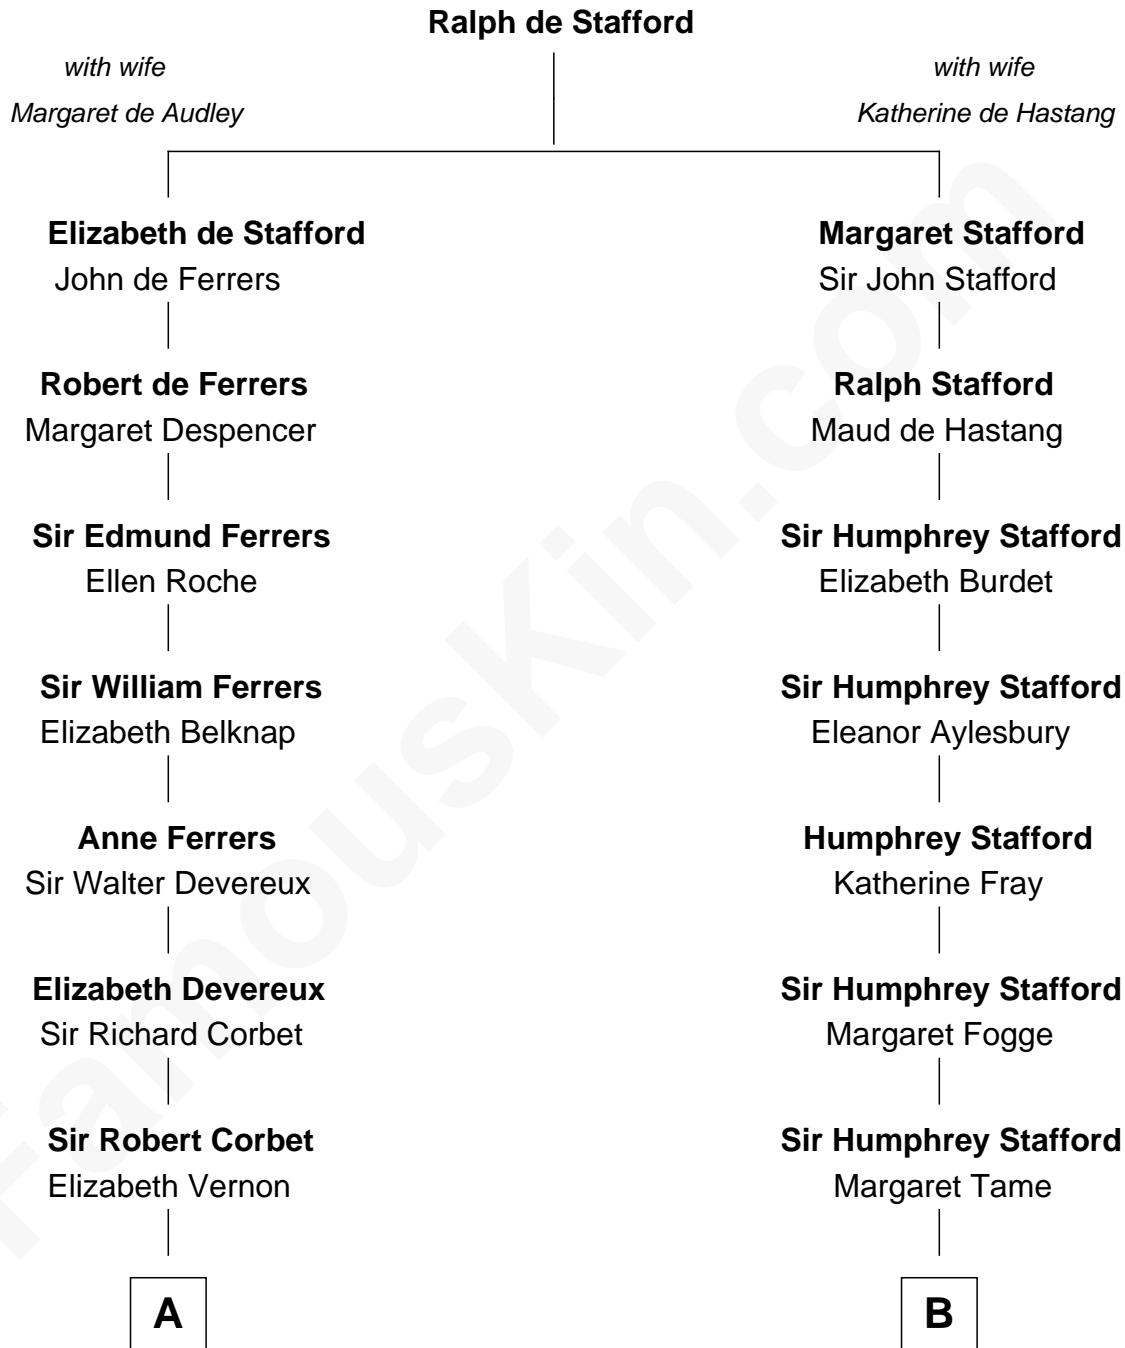 Ralph de Stafford
with wife
Margaret de Audley
with wife
Katherine de Hastang
Elizabeth de Stafford
John de Ferrers
Margaret Stafford
Sir John Stafford
Robert de Ferrers
Margaret Despencer
Ralph Stafford
Maud de Hastang
Sir Edmund Ferrers
Ellen Roche
Sir Humphrey Stafford
Elizabeth Burdet
Sir William Ferrers
Elizabeth Belknap
Sir Humphrey Stafford
Eleanor Aylesbury
Anne Ferrers
Sir Walter Devereux
Humphrey Stafford
Katherine Fray
Elizabeth Devereux
Sir Richard Corbet
Sir Humphrey Stafford
Margaret Fogge
Sir Robert Corbet
Elizabeth Vernon
Sir Humphrey Stafford
Margaret Tame
A
B
FamousKin.com